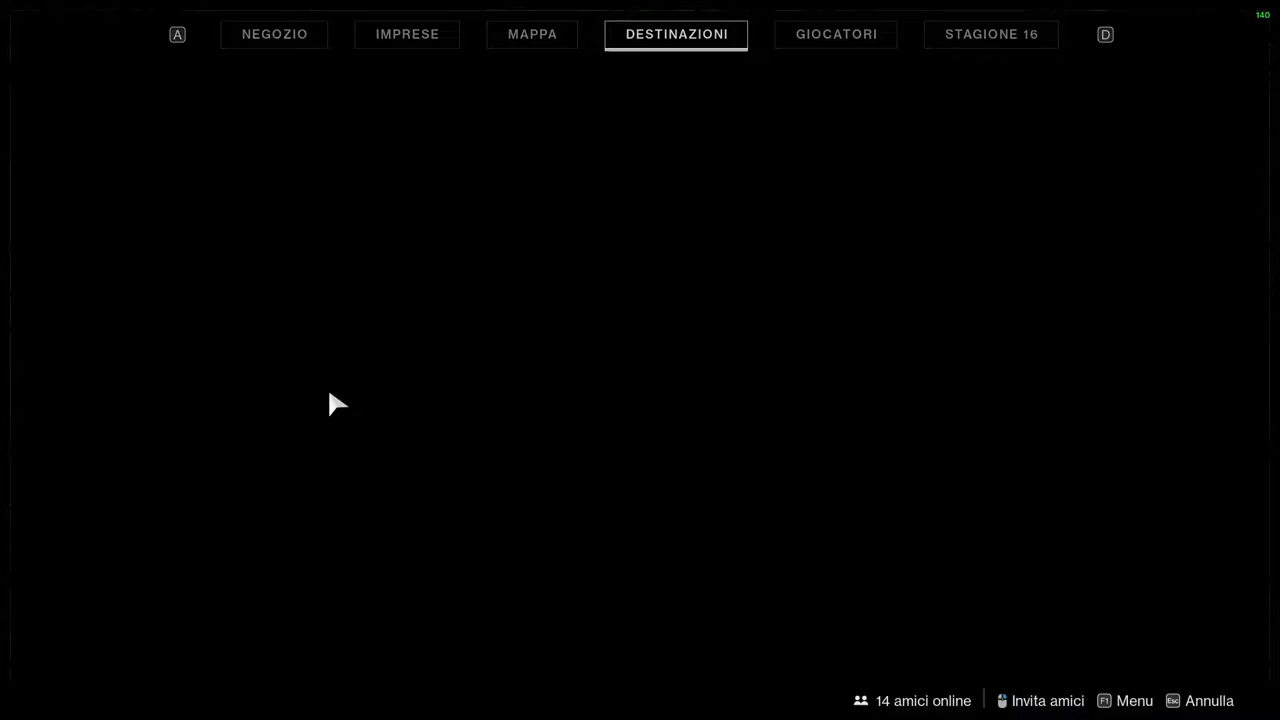 140
A NEGOZIO IMPRESE MAPPA DESTINAZIONI GIOCATORI STAGIONE 16 D
14 amici online Invita amici F1 Menu Esc Annulla